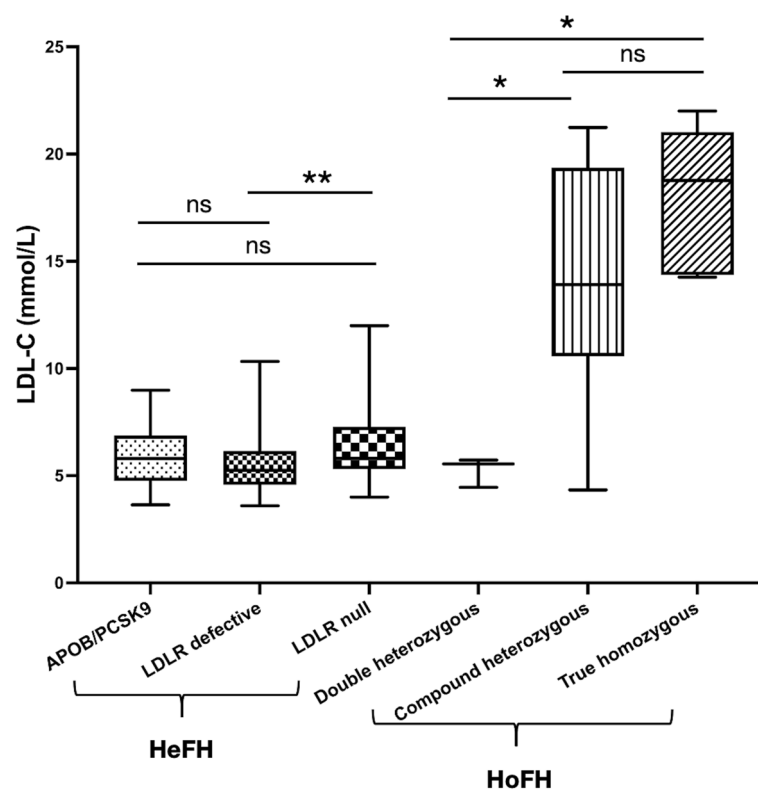 *
ns
*
**
ns
ns
LDL-C (mmol/L)
25
20
15
10
5
0
APOB/PCSK9
LDLR defective
LDLR null
Double heterozygous
Compound heterozygous
True homozygous
HeFH
HoFH